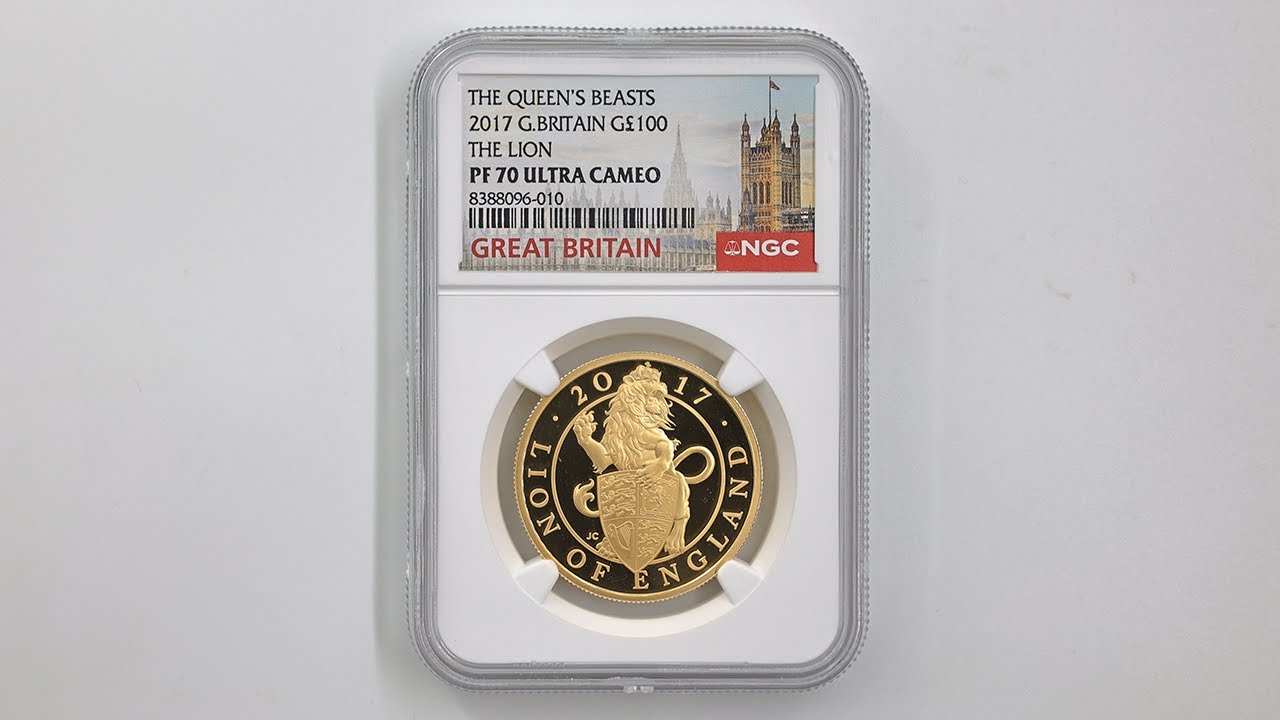 THE QUEEN'S BEASTS
2017 G.BRITAIN G£100
THE LION
PF 70 ULTRA CAMEO
8388096-010
GREAT BRITAIN
NGC
· 2017 ·
LION OF ENGLAND
JC